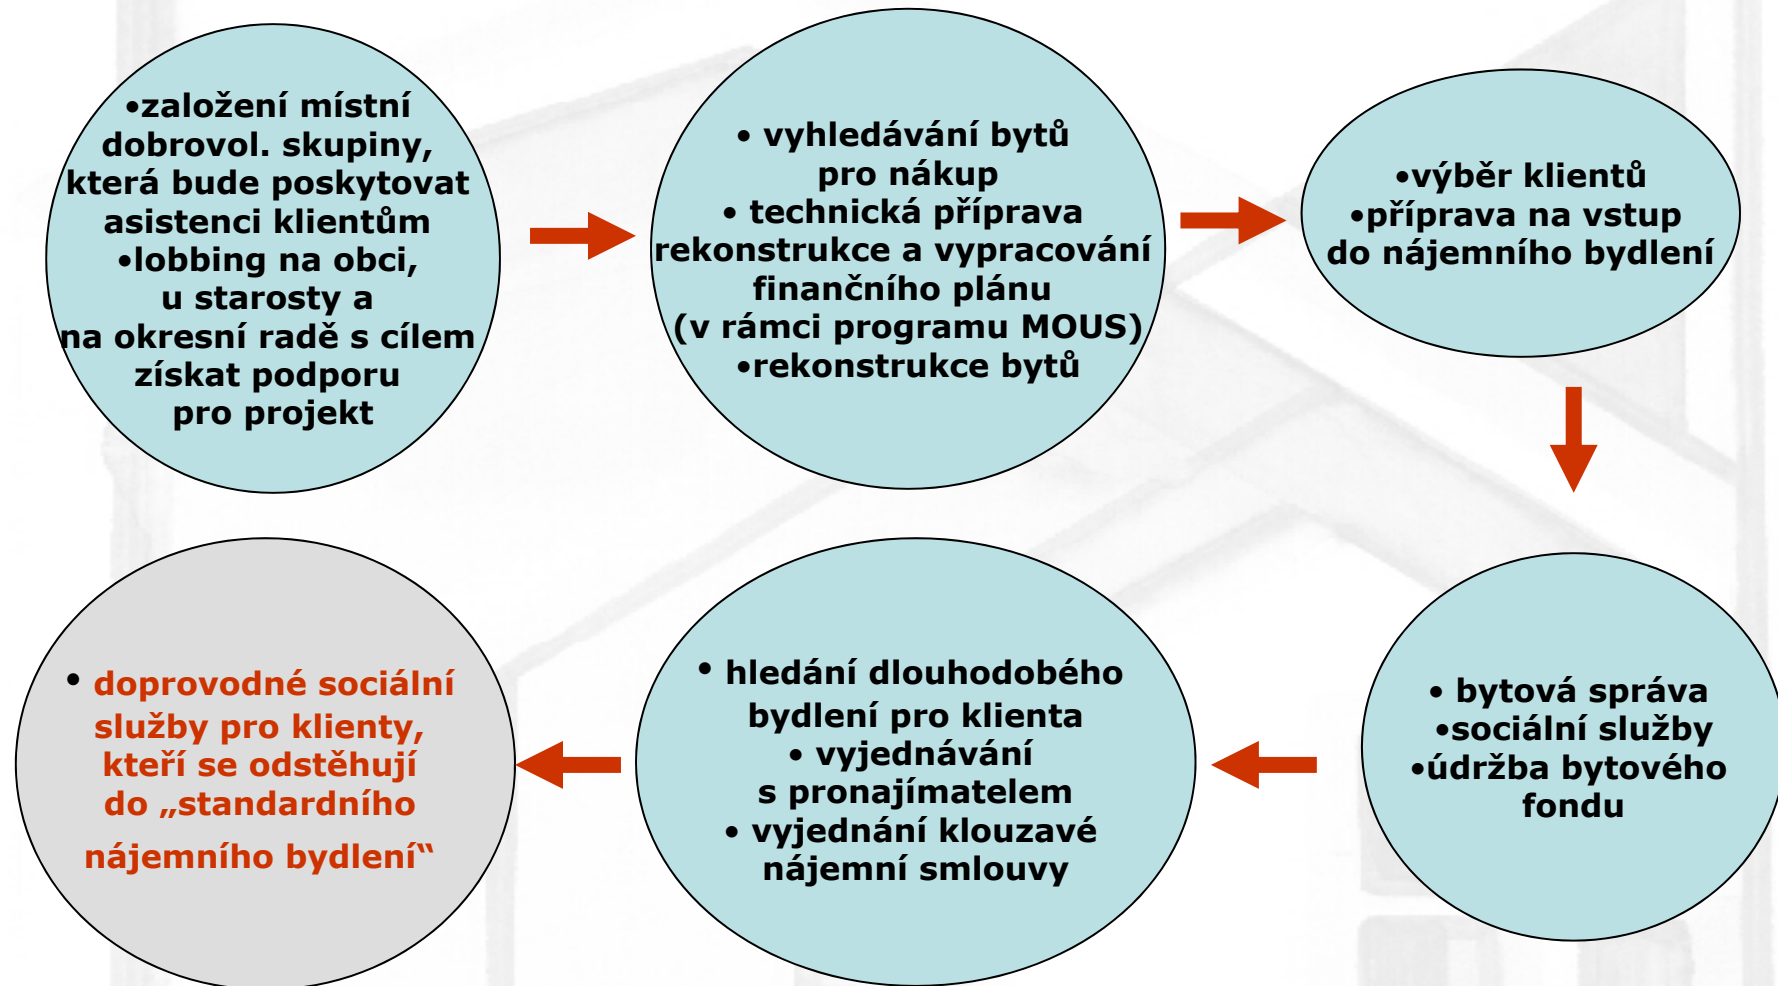 •založení místní
dobrovol. skupiny,
která bude poskytovat
asistenci klientům
•lobbing na obci,
u starosty a
na okresní radě s cílem
získat podporu
pro projekt
• vyhledávání bytů
pro nákup
• technická příprava
rekonstrukce a vypracování
finančního plánu
(v rámci programu MOUS)
•rekonstrukce bytů
•výběr klientů
•příprava na vstup
do nájemního bydlení
• bytová správa
•sociální služby
•údržba bytového
fondu
• hledání dlouhodobého
bydlení pro klienta
• vyjednávání
s pronajímatelem
• vyjednání klouzavé
nájemní smlouvy
• doprovodné sociální
služby pro klienty,
kteří se odstěhují
do „standardního
nájemního bydlení“